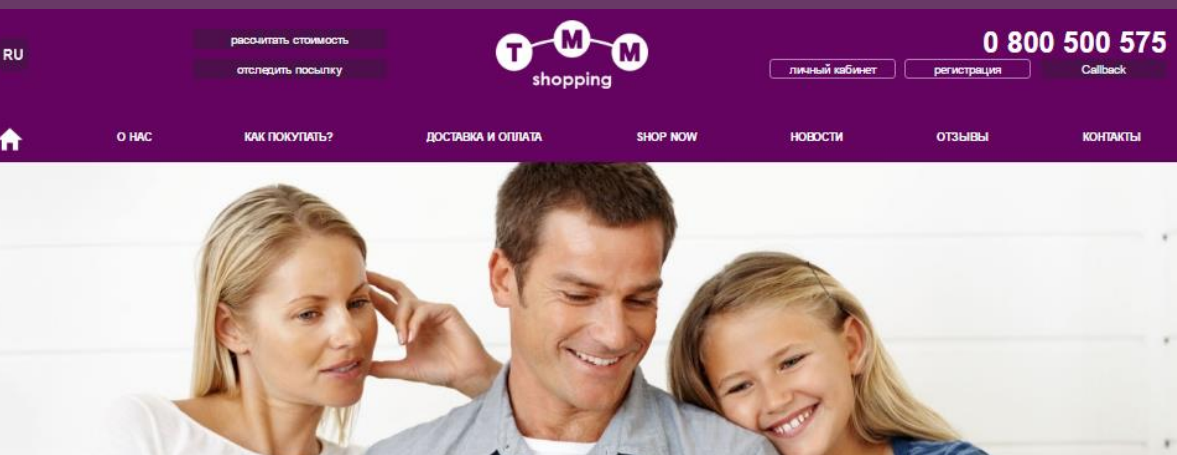 RU
рассчитать стоимость
отследить посылку
T M M
shopping
0 800 500 575
личный кабинет
регистрация
Callback
О НАС
КАК ПОКУПАТЬ?
ДОСТАВКА И ОПЛАТА
SHOP NOW
НОВОСТИ
ОТЗЫВЫ
КОНТАКТЫ